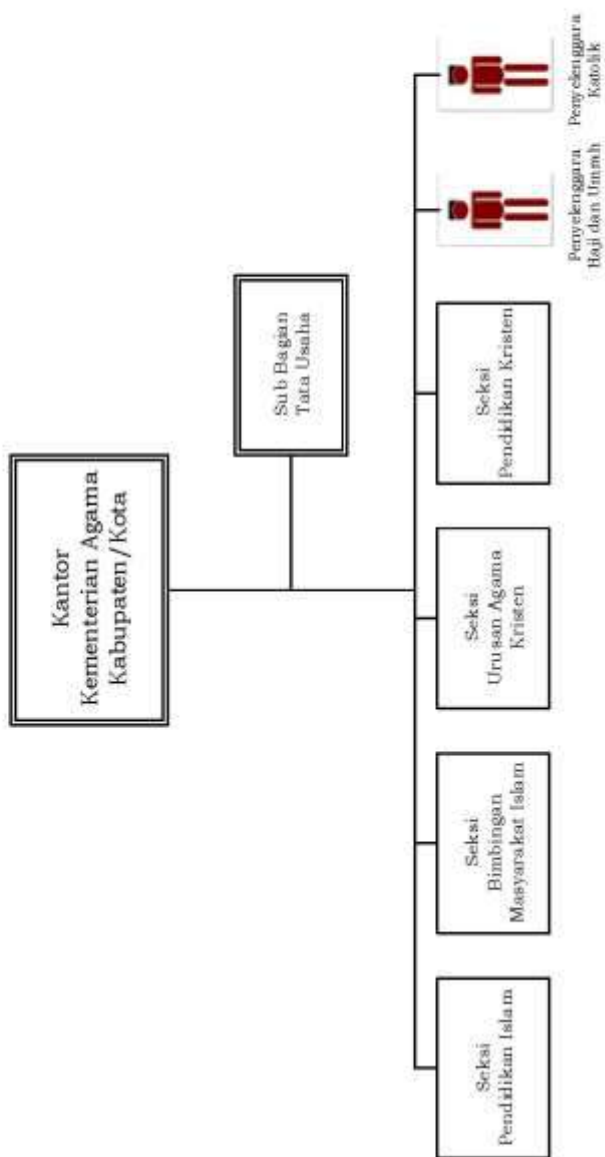 Kantor
Kementerian Agama
Kabupaten/Kota
Sub Bagian
Tata Usaha
Seksi
Pendidikan Islam
Seksi
Bimbingan
Masyarakat Islam
Seksi
Urusan Agama
Kristen
Seksi
Pendidikan Kristen
Penyelenggara
Haji dan Umrah
Penyelenggara
Katolik